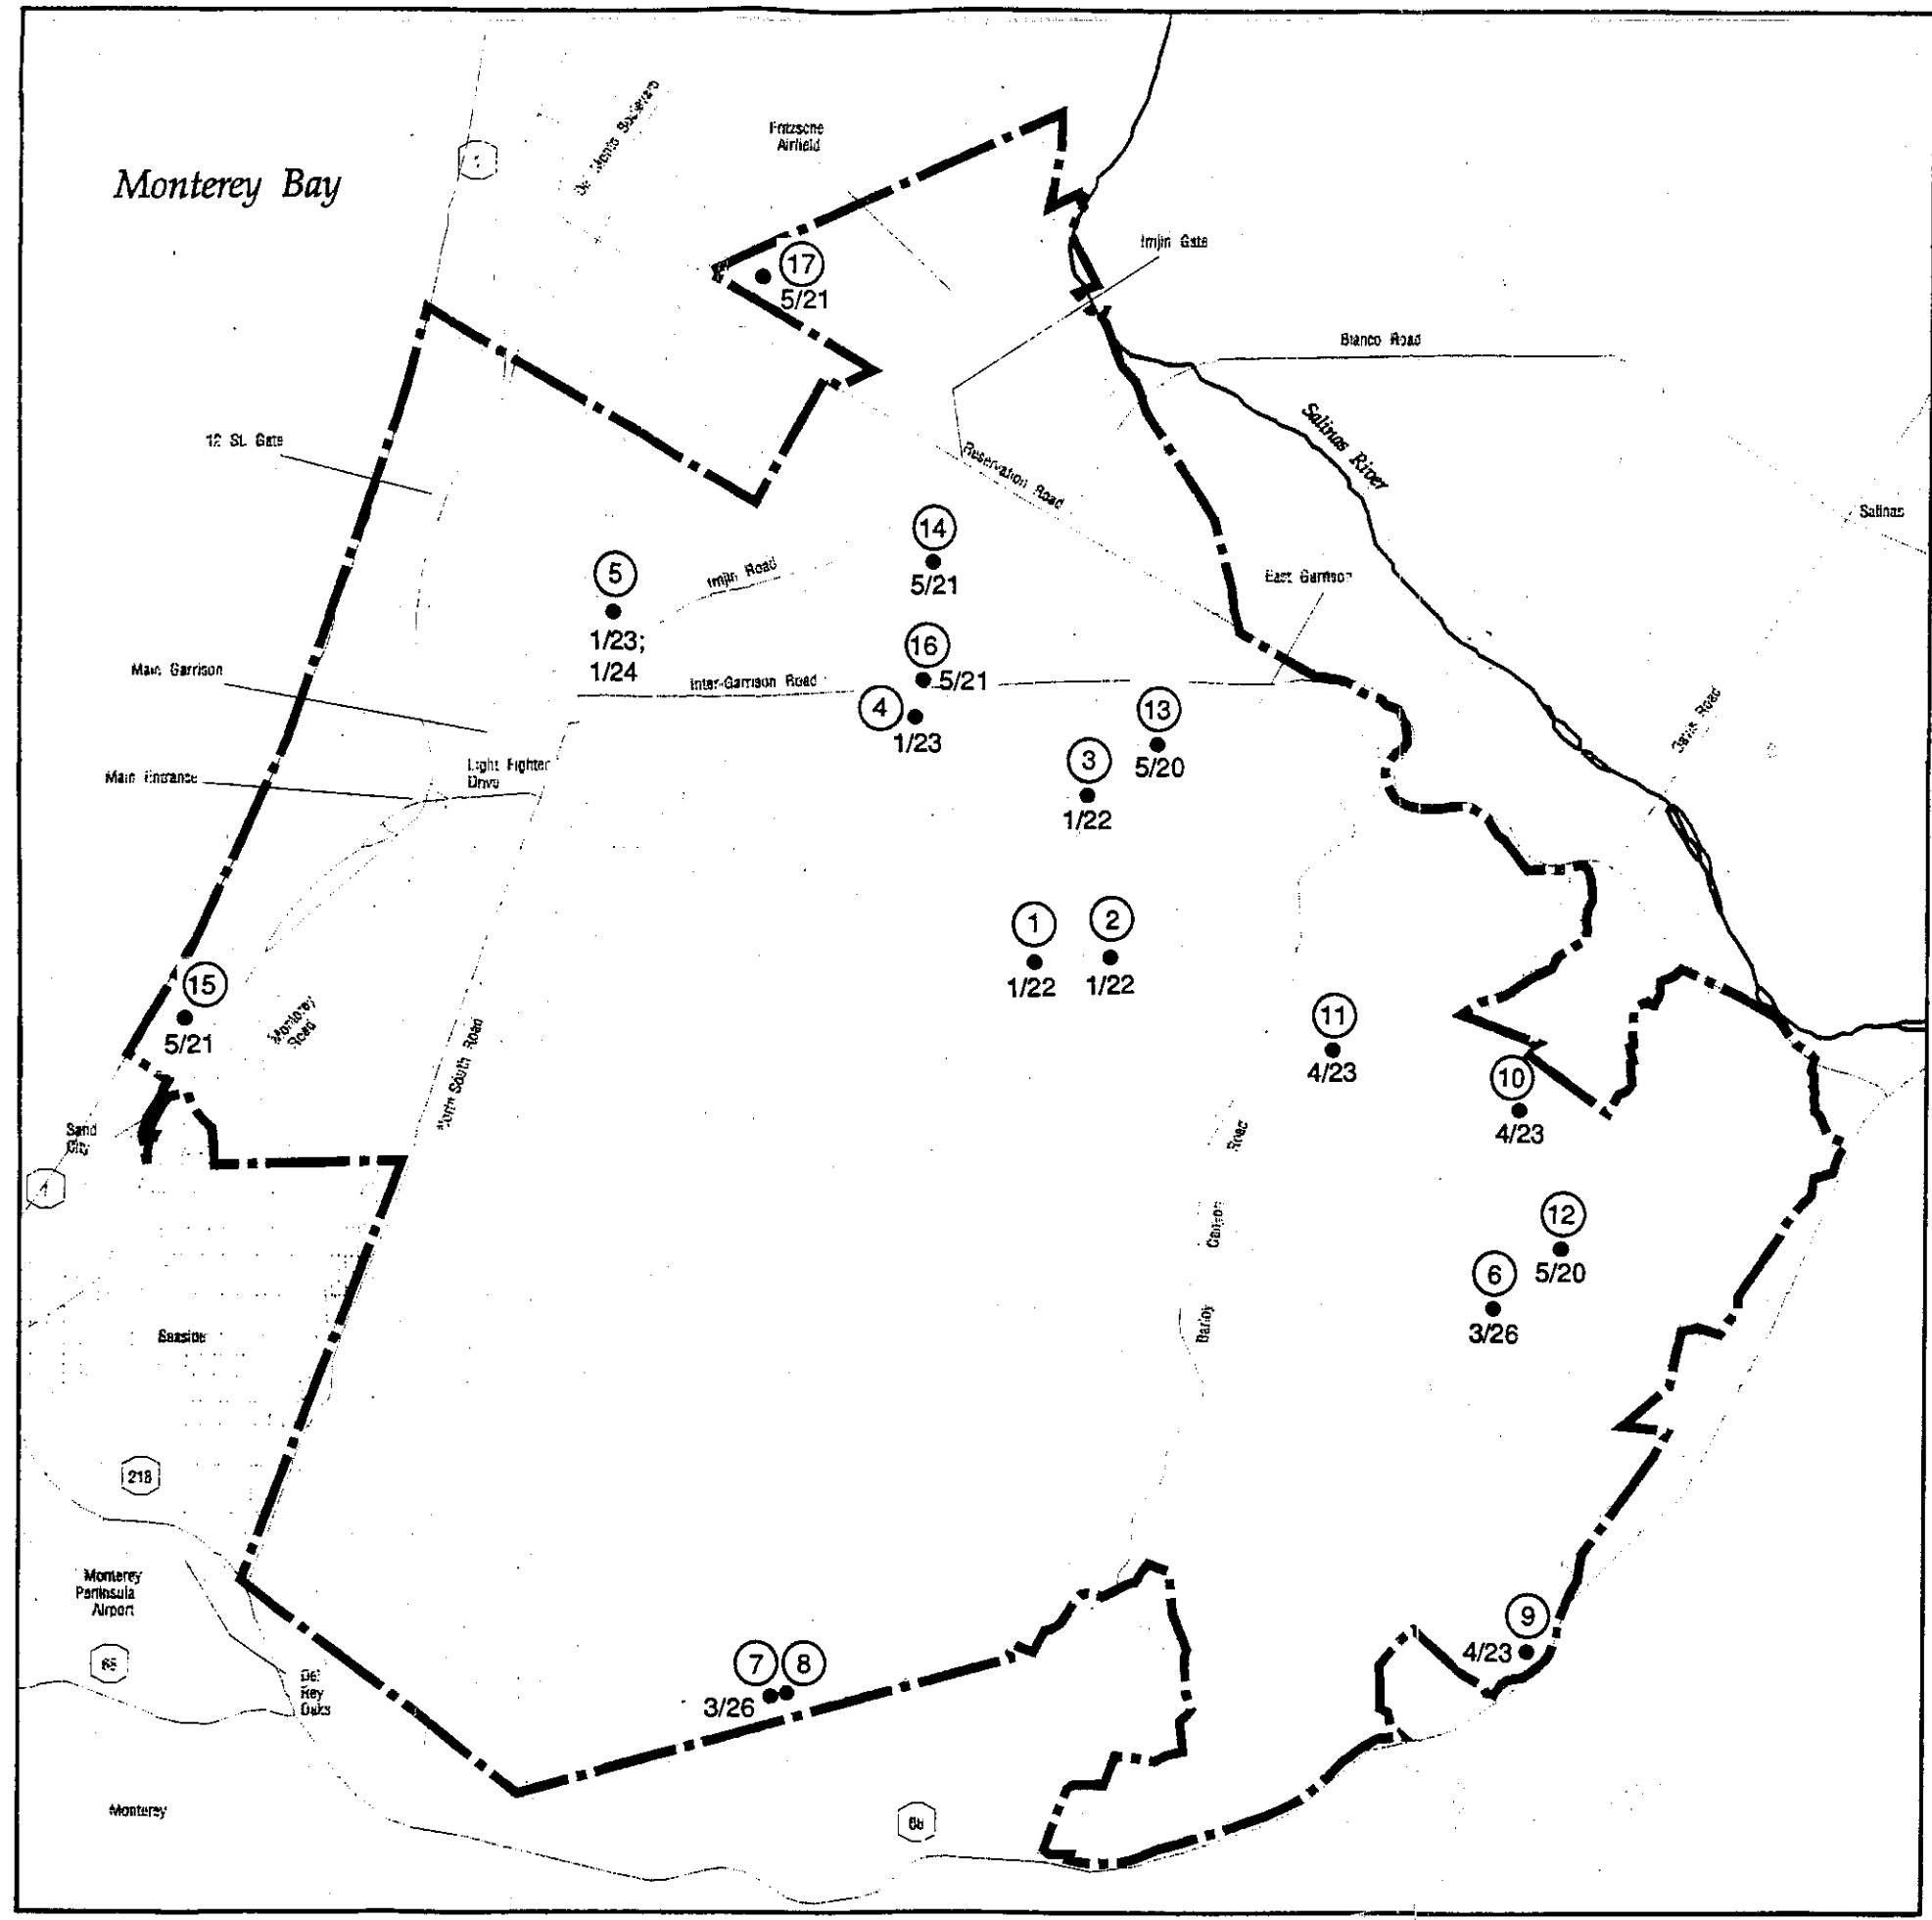 Fritzsche
Airfield
1
Monterey Bay
Imjin Gate
17
5/21
Blanco Road
12 St. Gate
Salinas River
Reservation Road
Salinas
14
5/21
5
1/23;
1/24
Imjin Road
East Garrison
16
5/21
Main Garrison
Inter-Garrison Road
4
1/23
13
5/20
Davis Road
3
1/22
Light Fighter
Drive
Main Entrance
1
1/22
2
1/22
15
5/21
Monterey
Road
North South Road
11
4/23
10
4/23
Sand
City
1
Road
Canyon
Barloy
12
5/20
6
3/26
Seaside
218
Monterey
Peninsula
Airport
68
Del
Rey
Oaks
7
8
3/26
9
4/23
Monterey
68